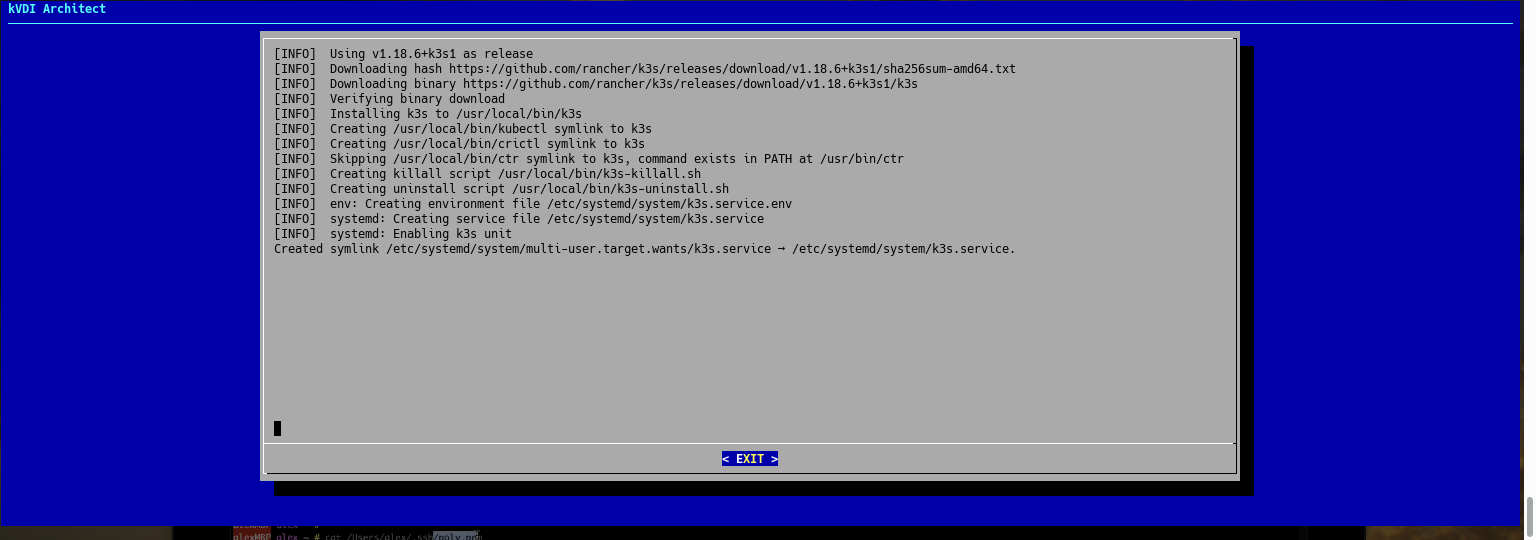 kVDI Architect
[INFO]  Using v1.18.6+k3s1 as release
[INFO]  Downloading hash https://github.com/rancher/k3s/releases/download/v1.18.6+k3s1/sha256sum-amd64.txt
[INFO]  Downloading binary https://github.com/rancher/k3s/releases/download/v1.18.6+k3s1/k3s
[INFO]  Verifying binary download
[INFO]  Installing k3s to /usr/local/bin/k3s
[INFO]  Creating /usr/local/bin/kubectl symlink to k3s
[INFO]  Creating /usr/local/bin/crictl symlink to k3s
[INFO]  Skipping /usr/local/bin/ctr symlink to k3s, command exists in PATH at /usr/bin/ctr
[INFO]  Creating killall script /usr/local/bin/k3s-killall.sh
[INFO]  Creating uninstall script /usr/local/bin/k3s-uninstall.sh
[INFO]  env: Creating environment file /etc/systemd/system/k3s.service.env
[INFO]  systemd: Creating service file /etc/systemd/system/k3s.service
[INFO]  systemd: Enabling k3s unit
Created symlink /etc/systemd/system/multi-user.target.wants/k3s.service → /etc/systemd/system/k3s.service.
< EXIT >
alexMBP alex ~ # cat /Users/alex/.ssh/poly.pem